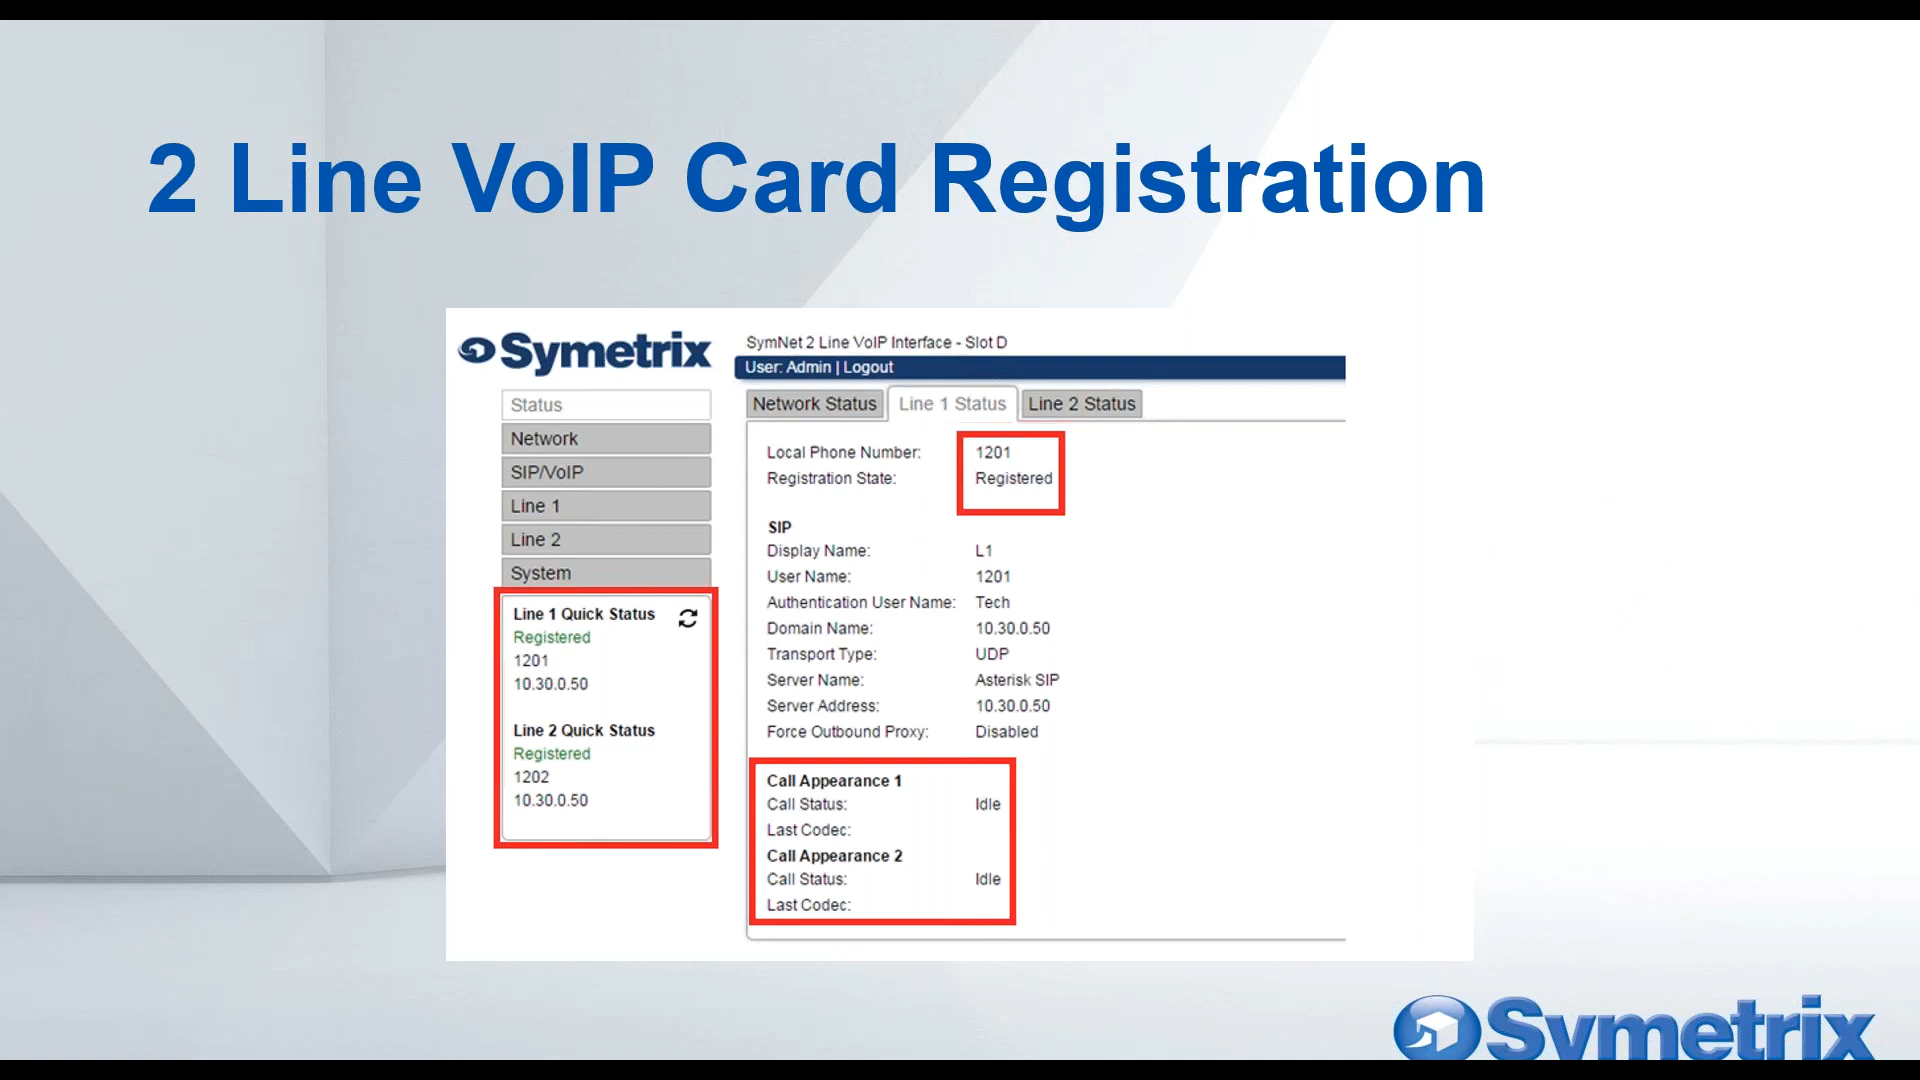 2 Line VoIP Card Registration
Symetrix
SymNet 2 Line VoIP Interface - Slot D
User: Admin | Logout
Status
Network
SIP/VoIP
Line 1
Line 2
System
Line 1 Quick Status
Registered
1201
10.30.0.50
Line 2 Quick Status
Registered
1202
10.30.0.50
Network Status Line 1 Status Line 2 Status
Local Phone Number: 1201
Registration State: Registered
SIP
Display Name: L1
User Name: 1201
Authentication User Name: Tech
Domain Name: 10.30.0.50
Transport Type: UDP
Server Name: Asterisk SIP
Server Address: 10.30.0.50
Force Outbound Proxy: Disabled
Call Appearance 1
Call Status: Idle
Last Codec:
Call Appearance 2
Call Status: Idle
Last Codec:
Symetrix